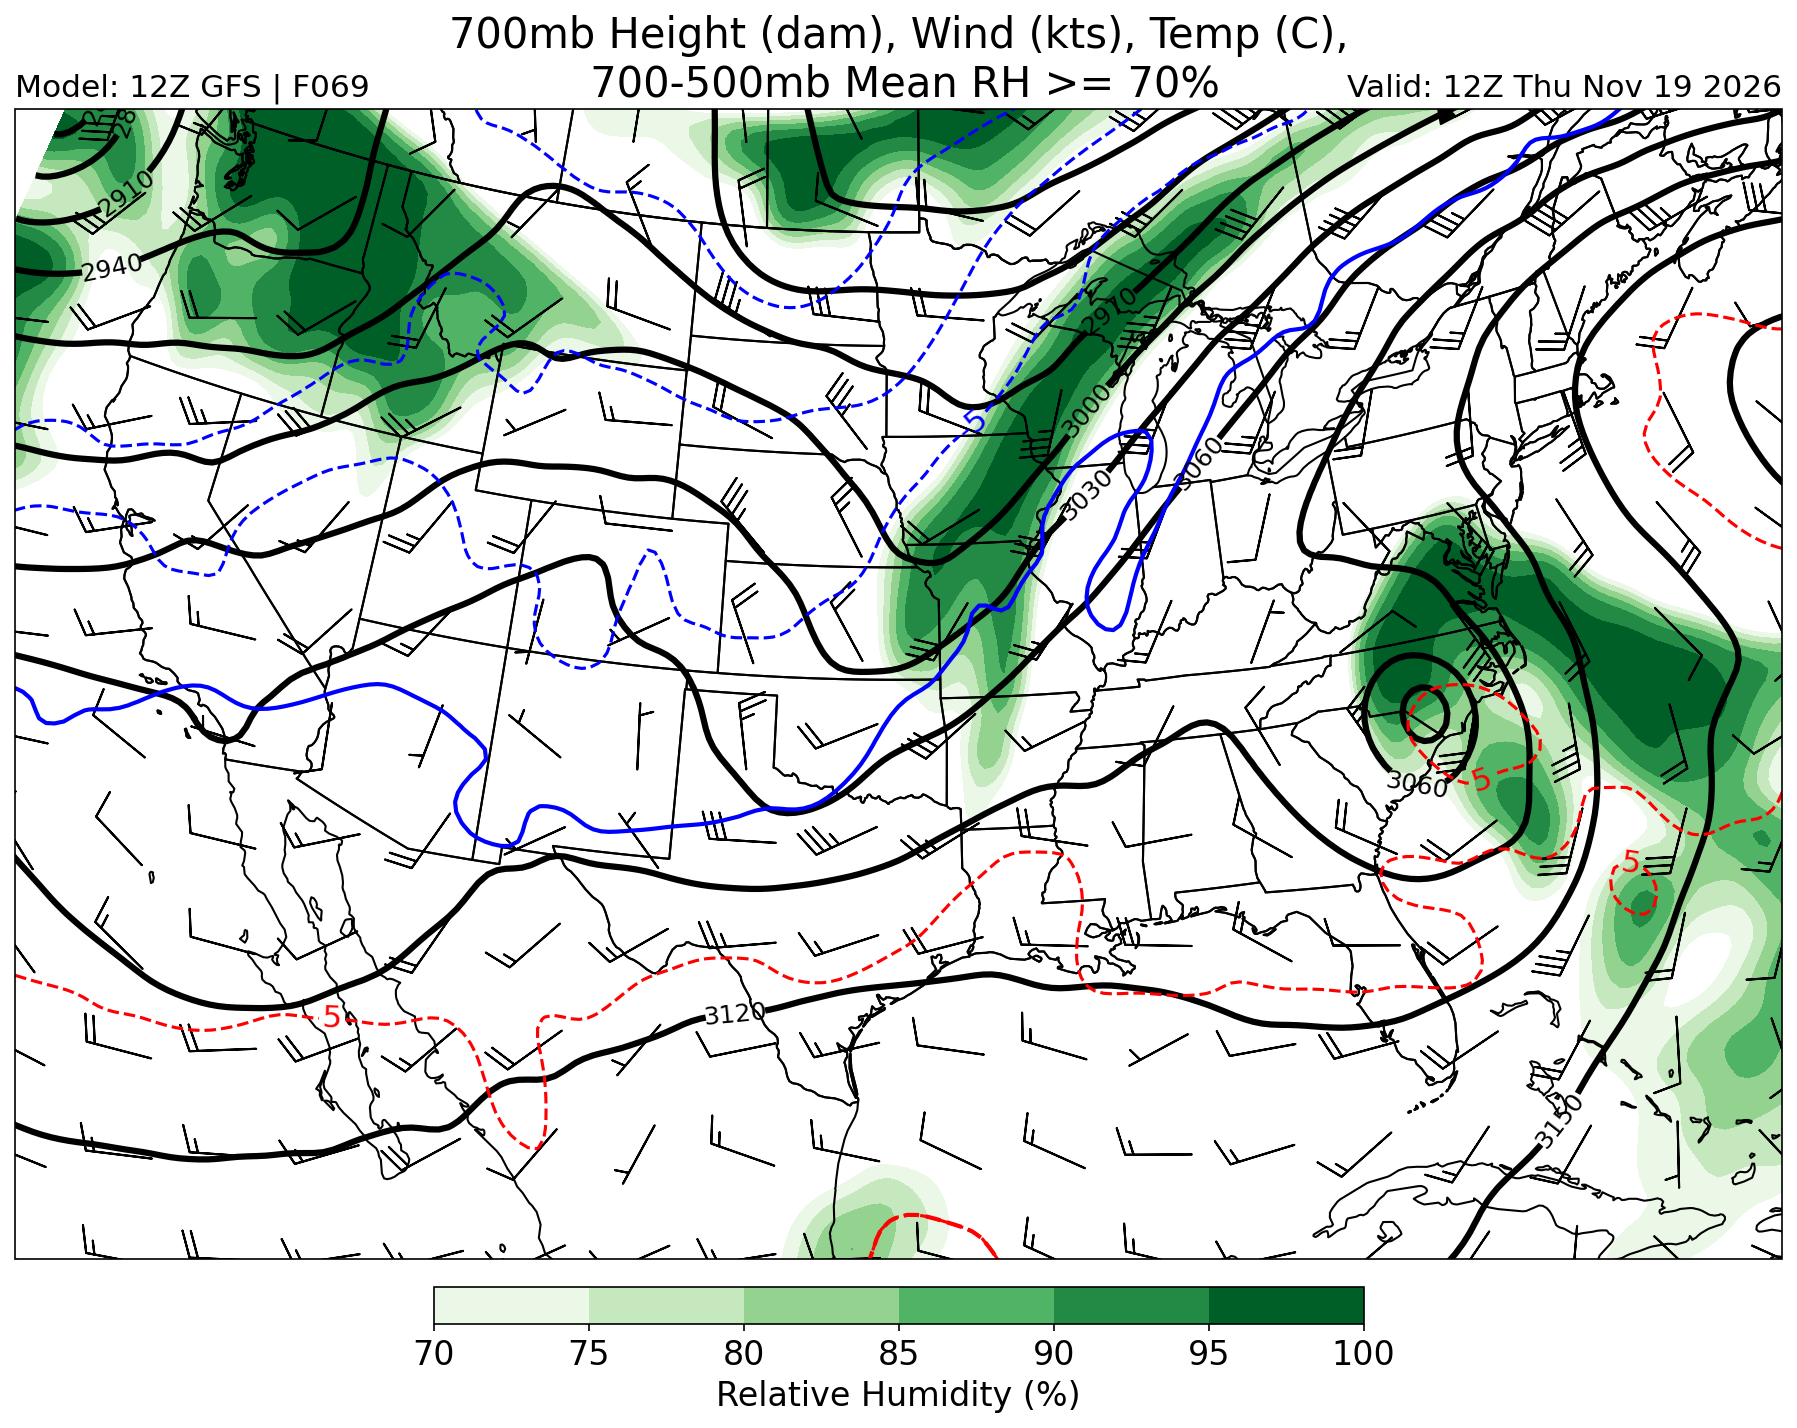 700mb Height (dam), Wind (kts), Temp (C),
Model: 12Z GFS | F069
700-500mb Mean RH >= 70%
Valid: 12Z Thu Nov 19 2026
2910
2940
2970
3000
3030
3060
5
3060
5
5
5
3120
3150
70 75 80 85 90 95 100
Relative Humidity (%)